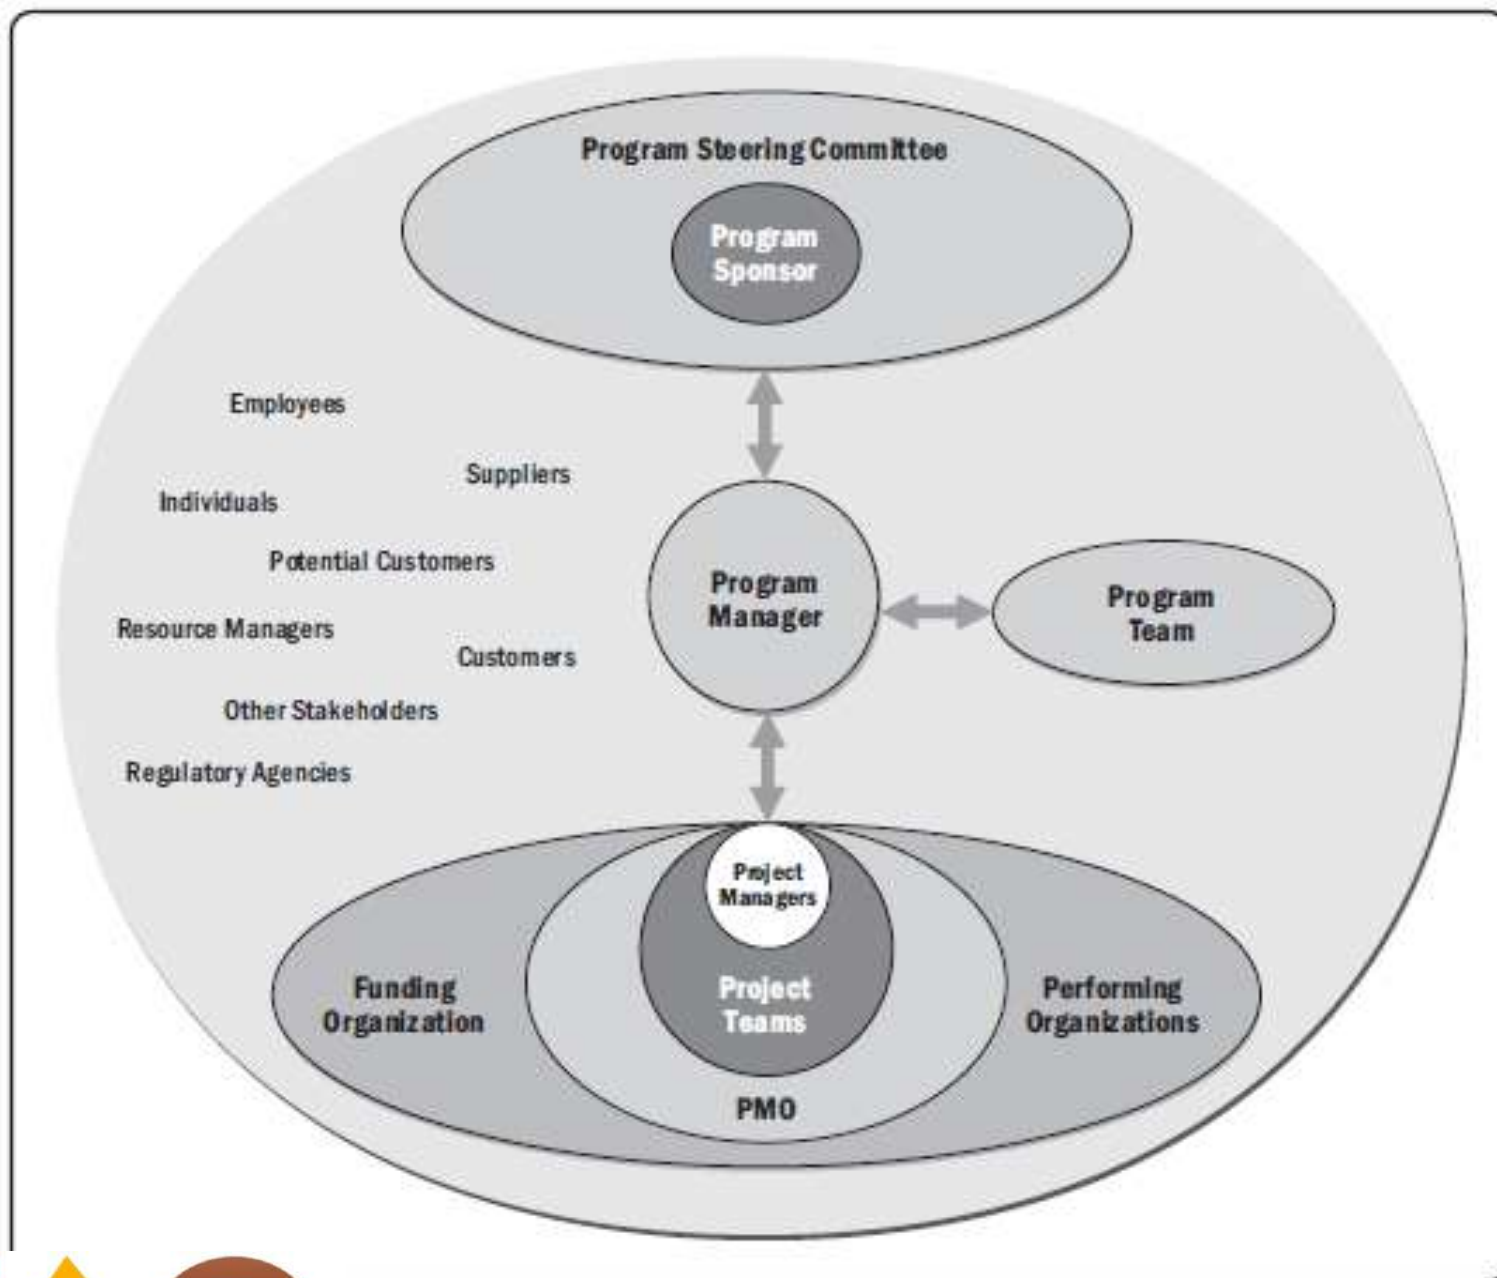 Program Steering Committee
Program
Sponsor
Employees
Suppliers
Individuals
Potential Customers
Program
Manager
Program
Team
Resource Managers
Customers
Other Stakeholders
Regulatory Agencies
Project
Managers
Funding
Organization
Project
Teams
Performing
Organizations
PMO